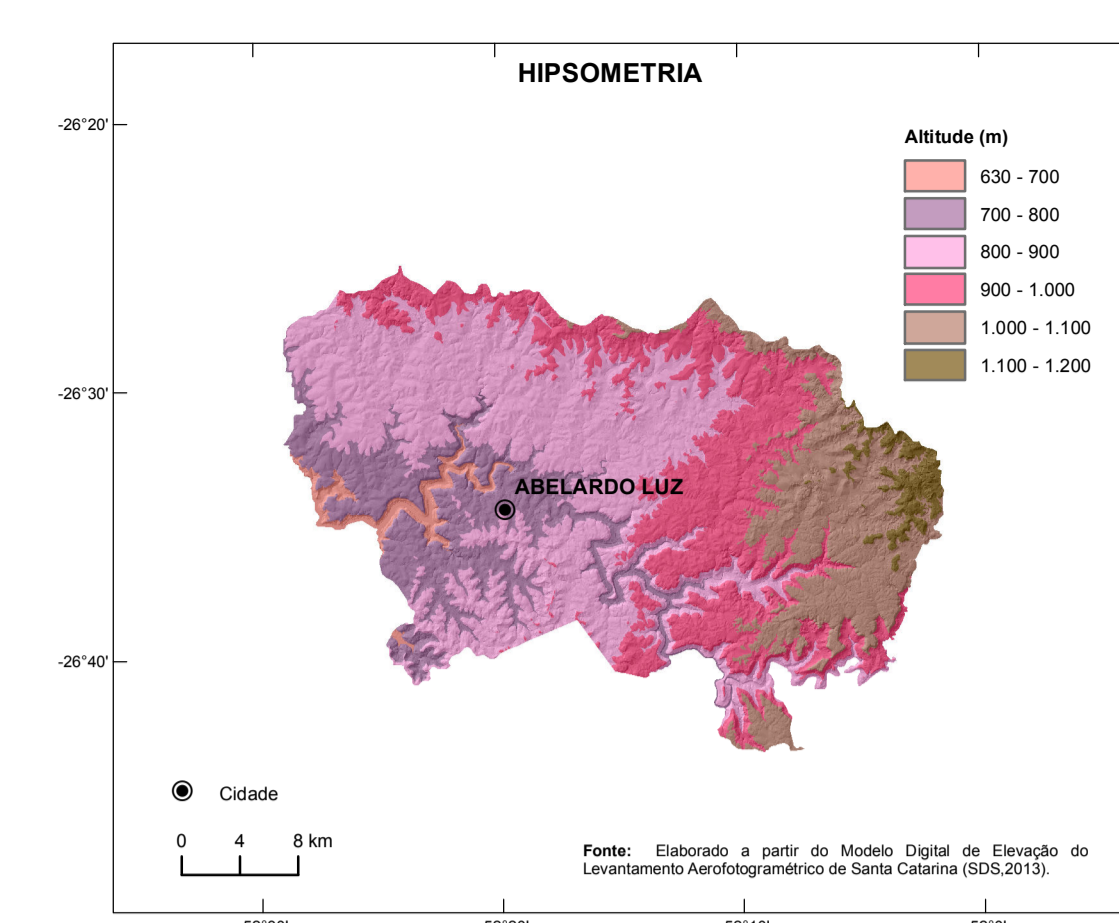 HIPSOMETRIA
-26°20'
Altitude (m)
630 - 700
700 - 800
800 - 900
900 - 1.000
1.000 - 1.100
1.100 - 1.200
-26°30'
ABELARDO LUZ
-26°40'
Cidade
0 4 8 km
Fonte: Elaborado a partir do Modelo Digital de Elevação do
Levantamento Aerofotogramétrico de Santa Catarina (SDS,2013).